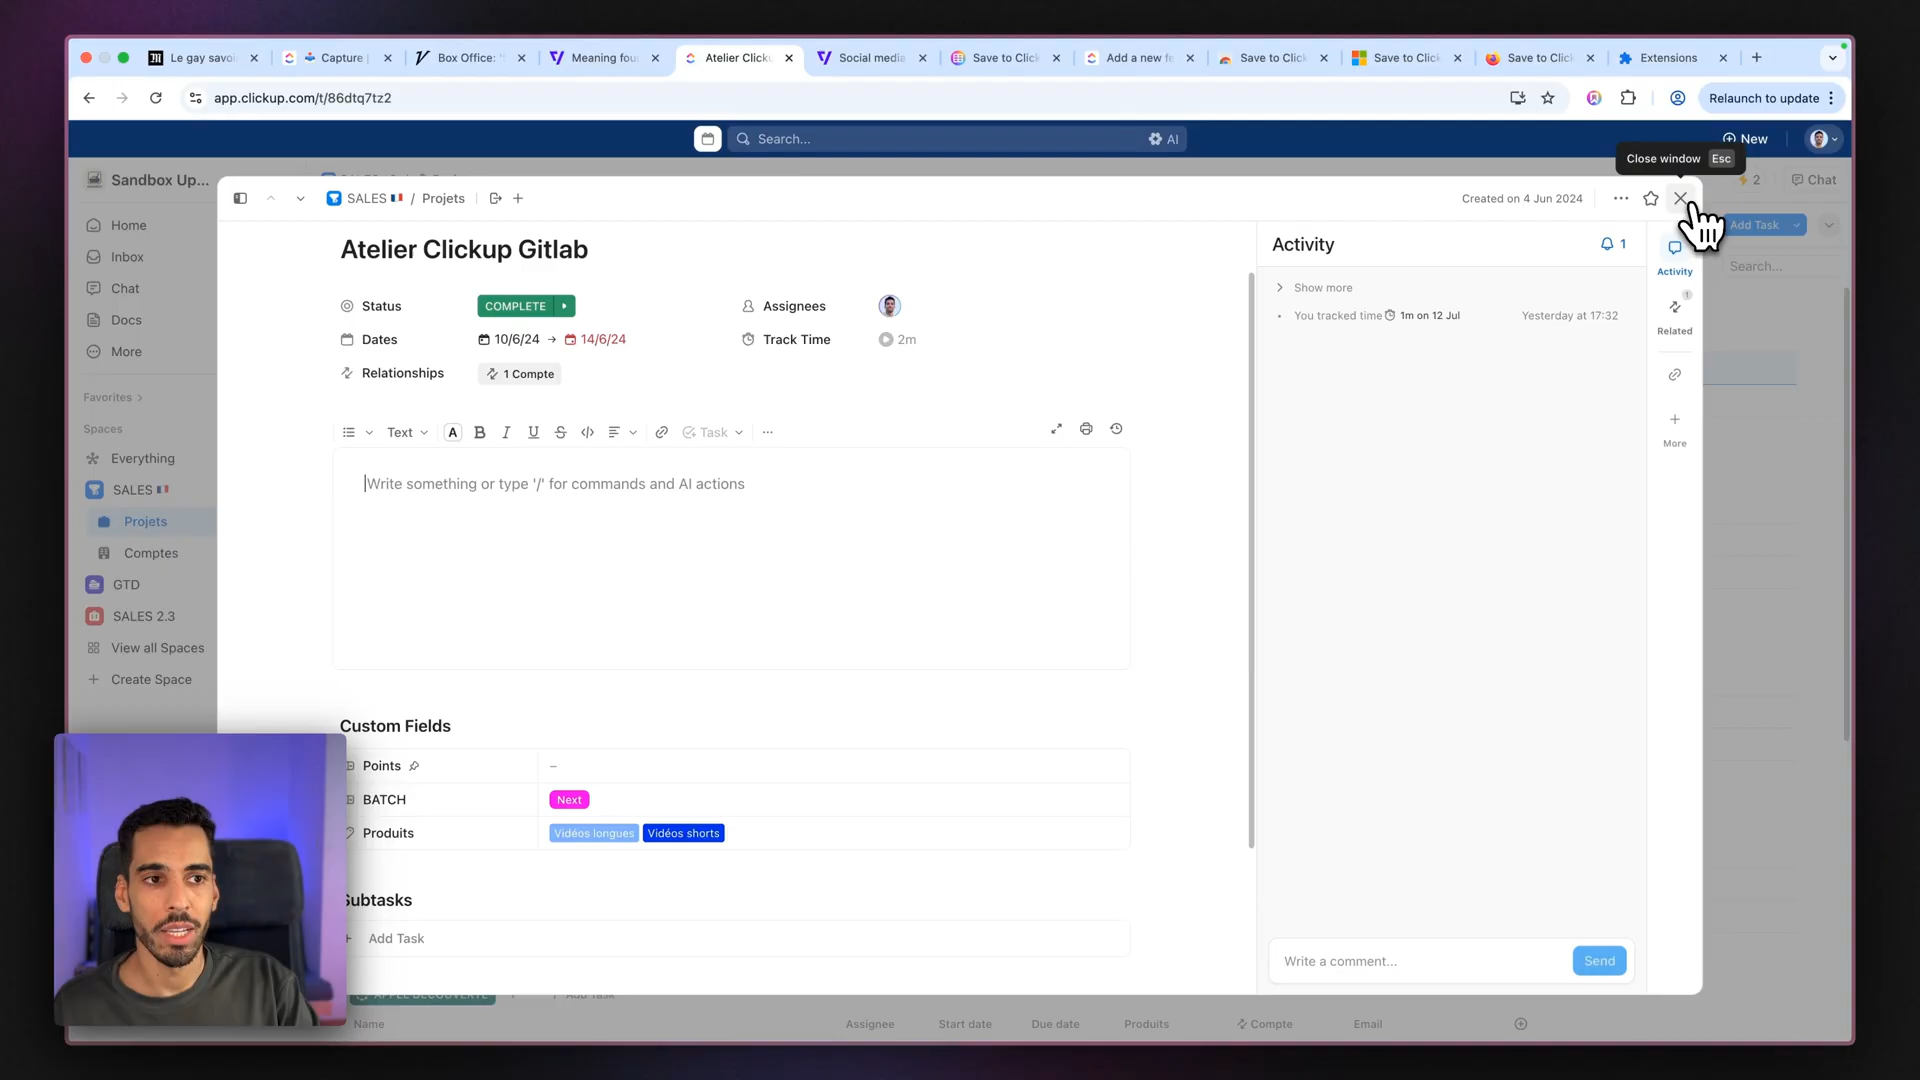 Le gay savoi
Capture
Box Office: '
Meaning fou
Atelier Clicku
Social media
Save to Click
Add a new fe
Save to Click
Save to Click
Save to Click
Extensions
app.clickup.com/t/86dtq7tz2
Relaunch to update
Search...
AI
New
Close window Esc
Sandbox Up...
2
Chat
SALES / Projets
Created on 4 Jun 2024
Home
Inbox
Chat
Docs
More
Favorites
Spaces
Everything
SALES
Projets
Comptes
GTD
SALES 2.3
View all Spaces
Create Space
Atelier Clickup Gitlab
Status
COMPLETE
Assignees
Dates
10/6/24 → 14/6/24
Track Time
2m
Relationships
1 Compte
Text
A B I U S
Task
Write something or type '/' for commands and AI actions
Custom Fields
Points
–
BATCH
Next
Produits
Vidéos longues
Vidéos shorts
Subtasks
Add Task
Activity
1
Show more
You tracked time 1m on 12 Jul
Yesterday at 17:32
Write a comment...
Send
Activity
1
Related
More
Add Task
Search...
Add Task
Name
Assignee
Start date
Due date
Produits
Compte
Email